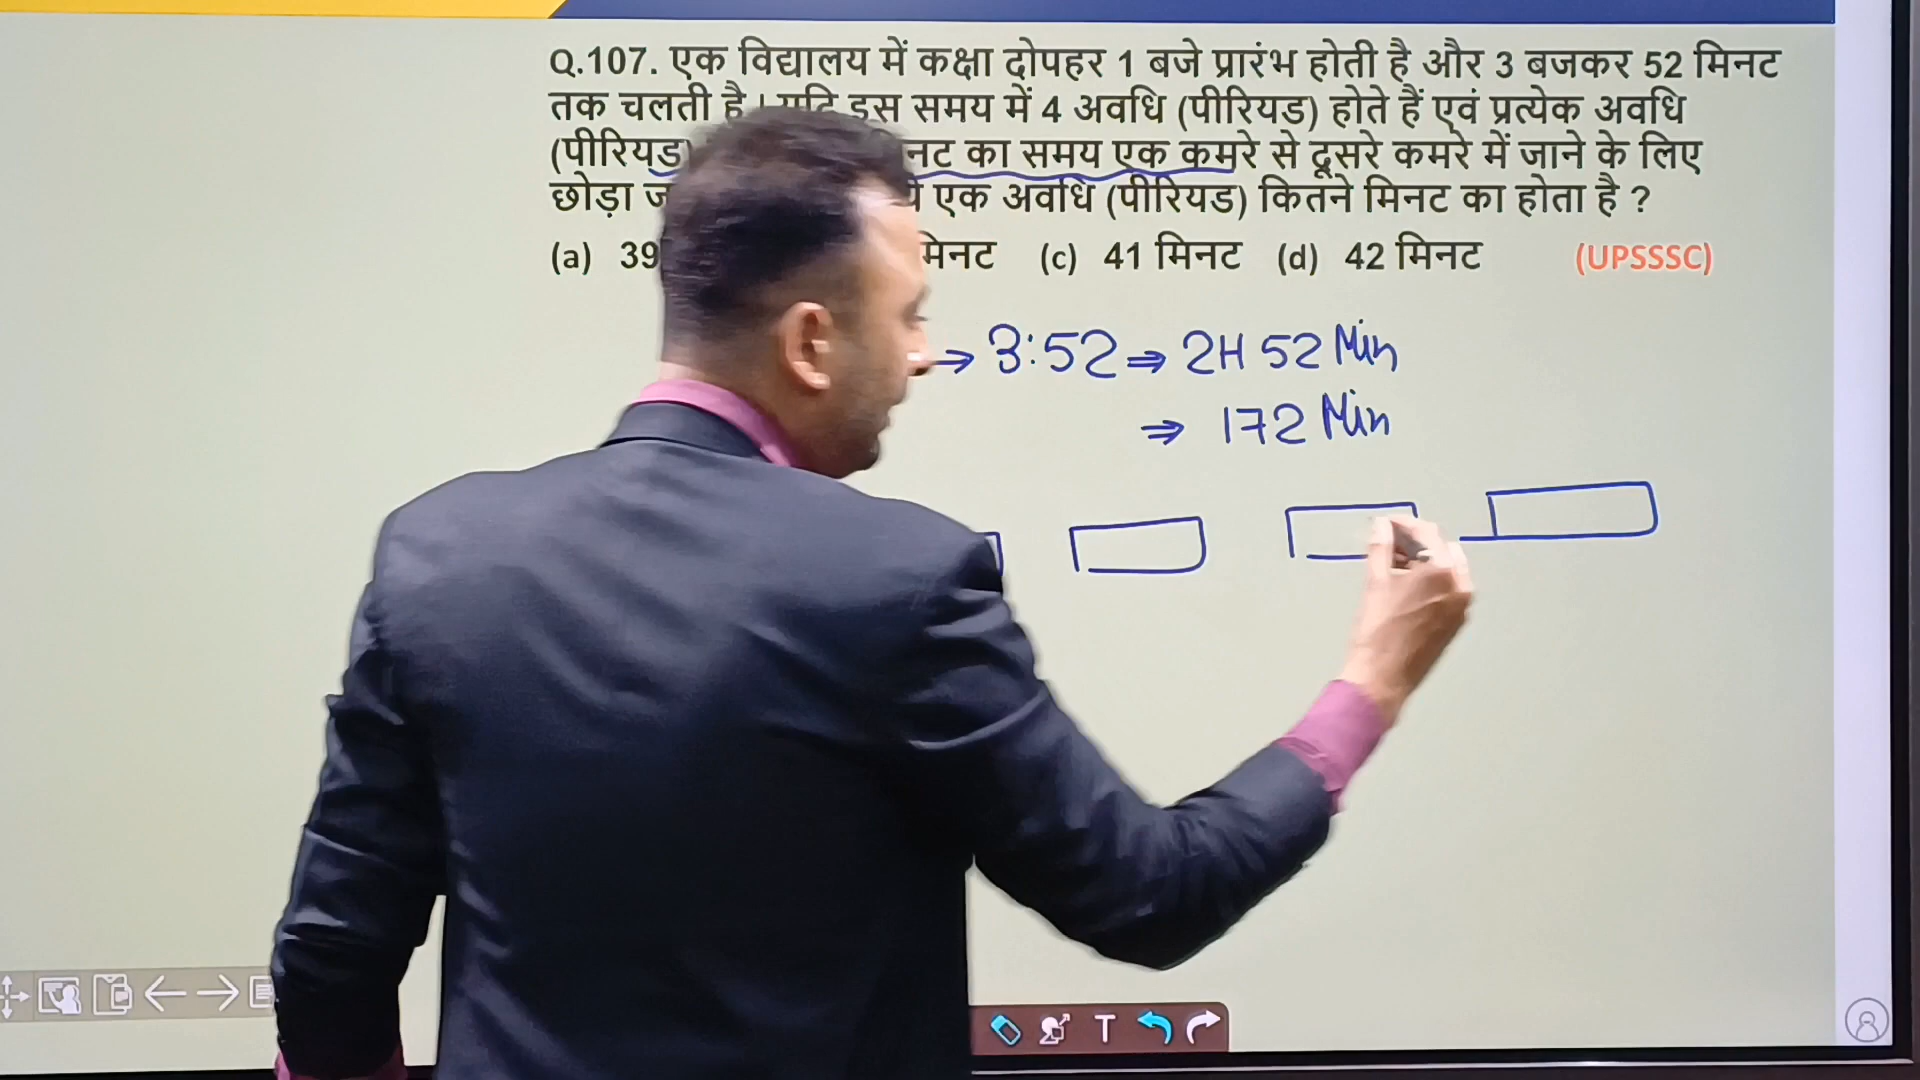 Q.107. एक विद्यालय में कक्षा दोपहर 1 बजे प्रारंभ होती है और 3 बजकर 52 मिनट
तक चलती है । यदि इस समय में 4 अवधि (पीरियड) होते हैं एवं प्रत्येक अवधि
(पीरियड) का समय एक कमरे से दूसरे कमरे में जाने के लिए
छोड़ा एक अवधि (पीरियड) कितने मिनट का होता है ?
(a) 39 मिनट (c) 41 मिनट (d) 42 मिनट (UPSSSC)
→ 3:52 ⇒ 2H 52 Min
⇒ 172 Min
T